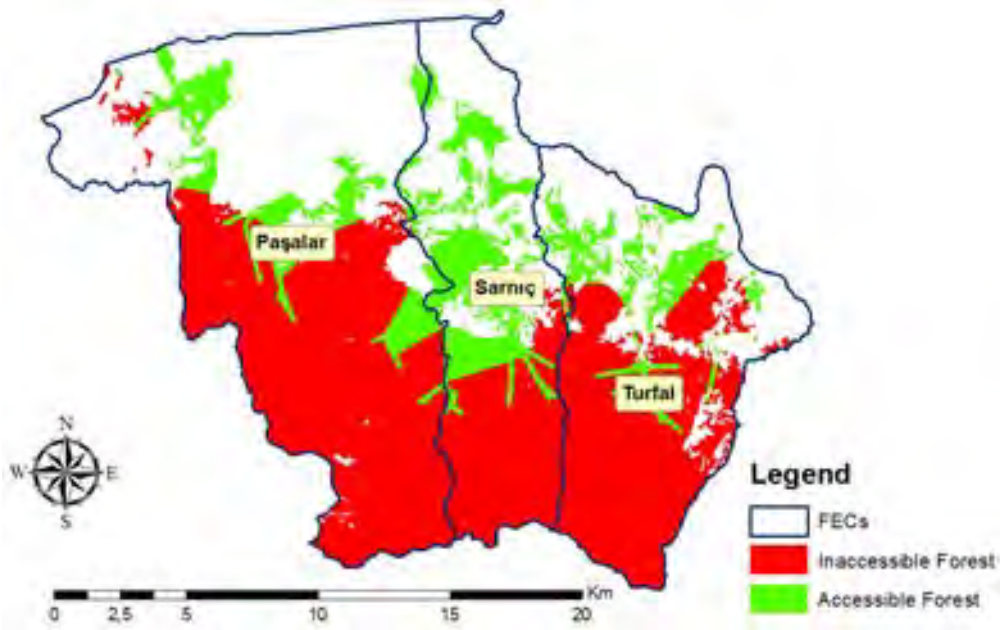 Paşalar
Sarnıç
Turfal
N
W E
S
Legend
FECs
Inaccessible Forest
Accessible Forest
Km
0 2,5 5 10 15 20